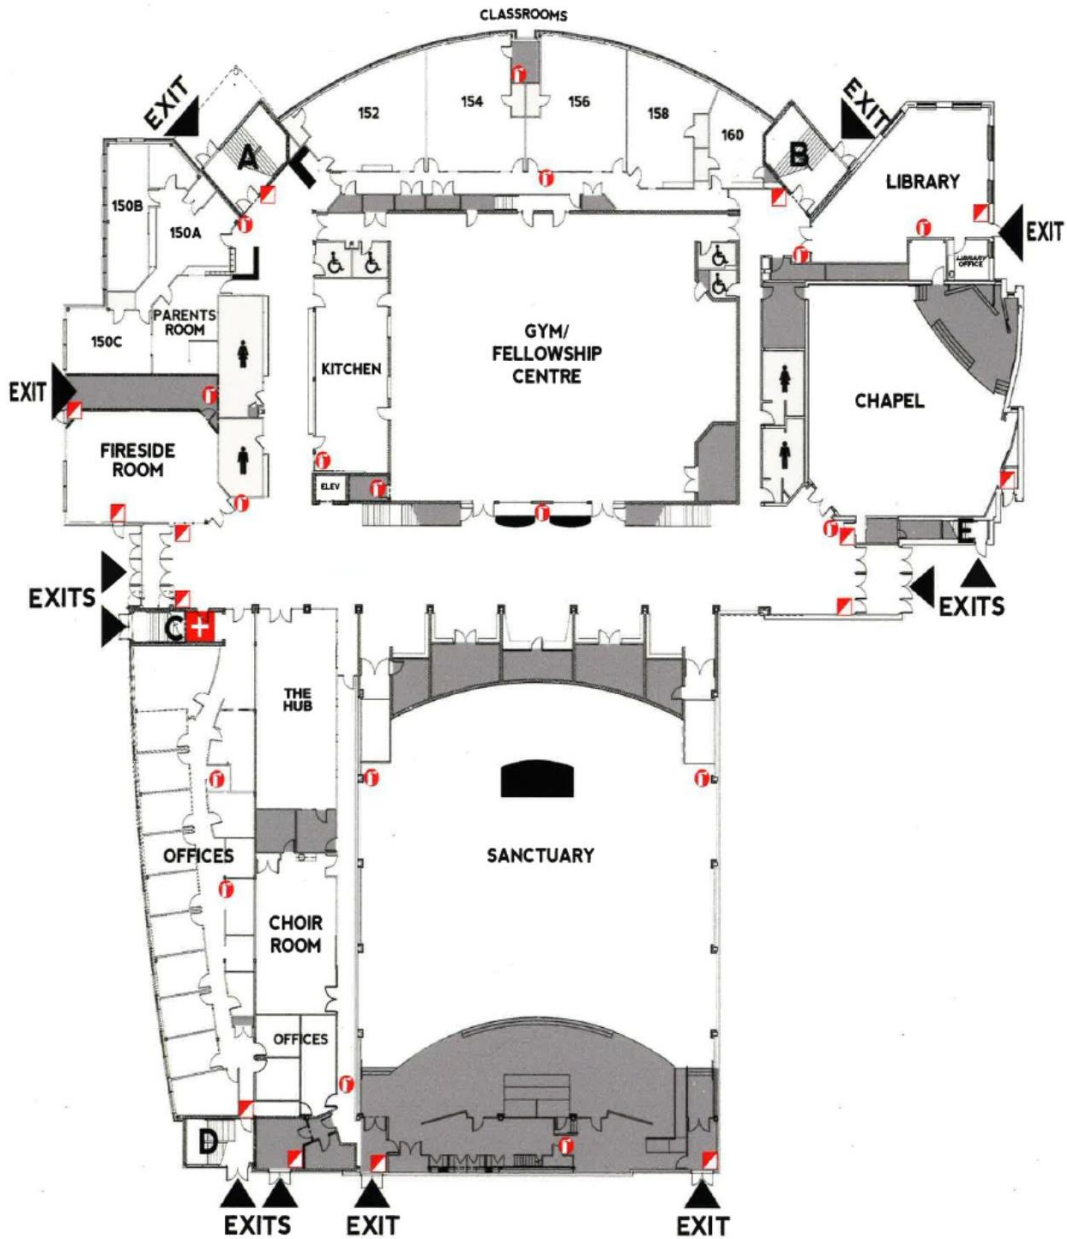 CLASSROOMS
EXIT
EXIT
152
154
156
158
160
A
B
LIBRARY
150B
150A
EXIT
LIBRARY
OFFICE
PARENTS
ROOM
150C
GYM/
FELLOWSHIP
CENTRE
KITCHEN
EXIT
CHAPEL
FIRESIDE
ROOM
ELEV
E
EXITS
EXITS
C
THE
HUB
OFFICES
SANCTUARY
CHOIR
ROOM
OFFICES
D
EXITS
EXIT
EXIT